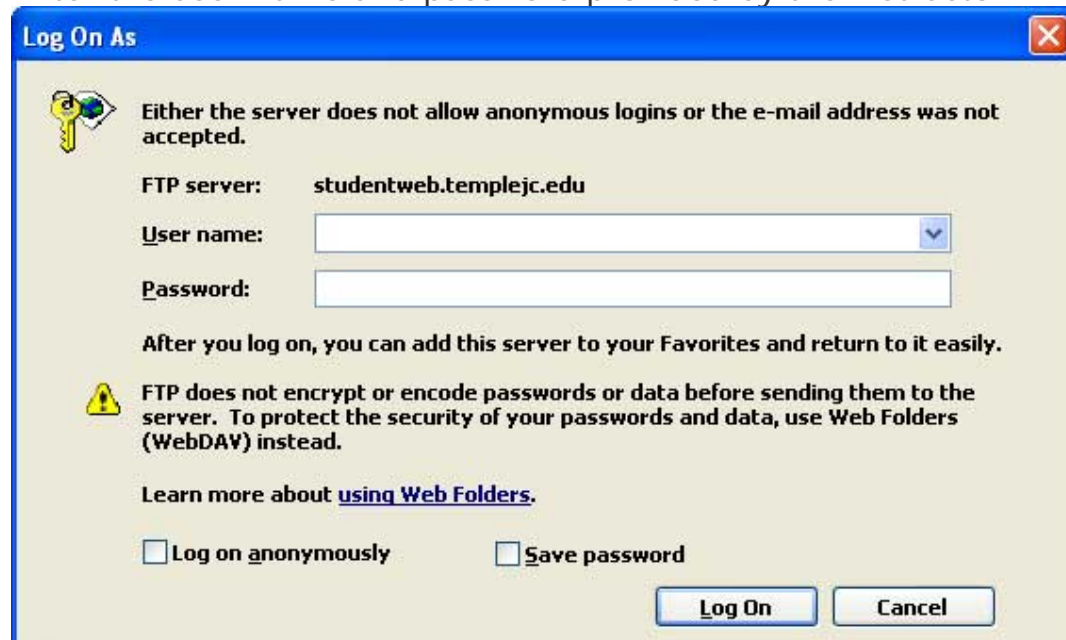 Log On As
Either the server does not allow anonymous logins or the e-mail address was not
accepted.
FTP server: studentweb.templejc.edu
User name:
Password:
After you log on, you can add this server to your Favorites and return to it easily.
FTP does not encrypt or encode passwords or data before sending them to the
server. To protect the security of your passwords and data, use Web Folders
(WebDAV) instead.
Learn more about using Web Folders.
Log on anonymously Save password
Log On Cancel